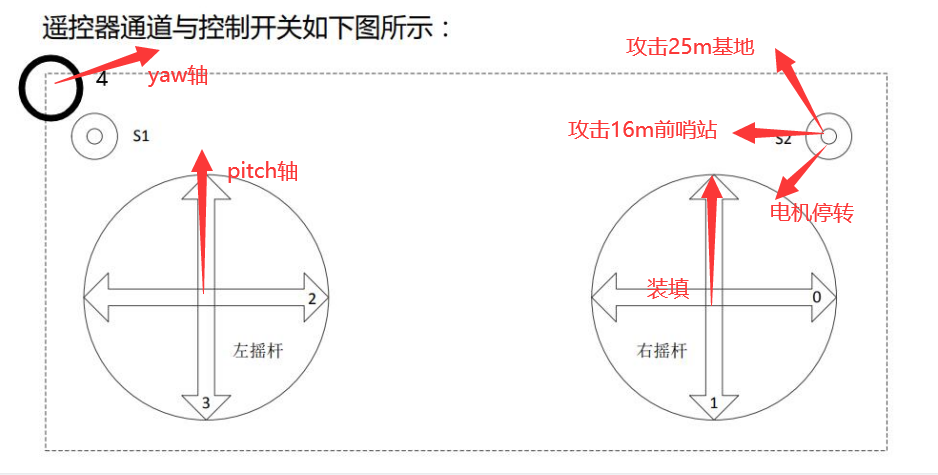 遥控器通道与控制开关如下图所示：
攻击25m基地
4
yaw轴
S1
攻击16m前哨站
S2
pitch轴
电机停转
装填
2
0
左摇杆
右摇杆
3
1